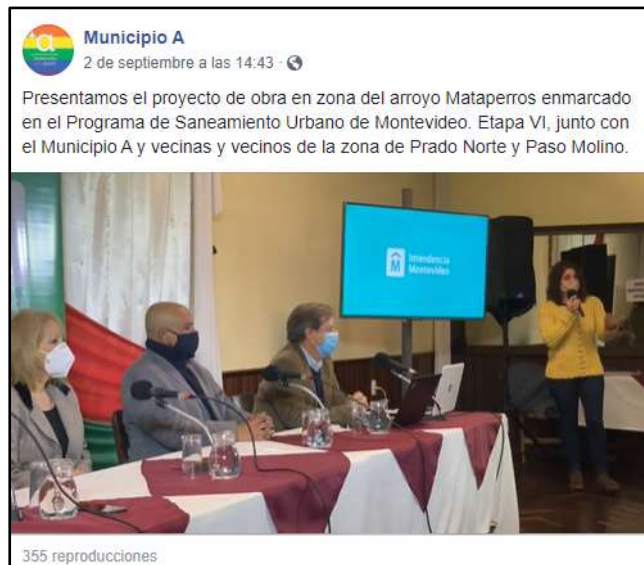 Municipio A
2 de septiembre a las 14:43 ·
Presentamos el proyecto de obra en zona del arroyo Mataperros enmarcado
en el Programa de Saneamiento Urbano de Montevideo. Etapa VI, junto con
el Municipio A y vecinas y vecinos de la zona de Prado Norte y Paso Molino.
Intendencia
Montevideo
355 reproducciones